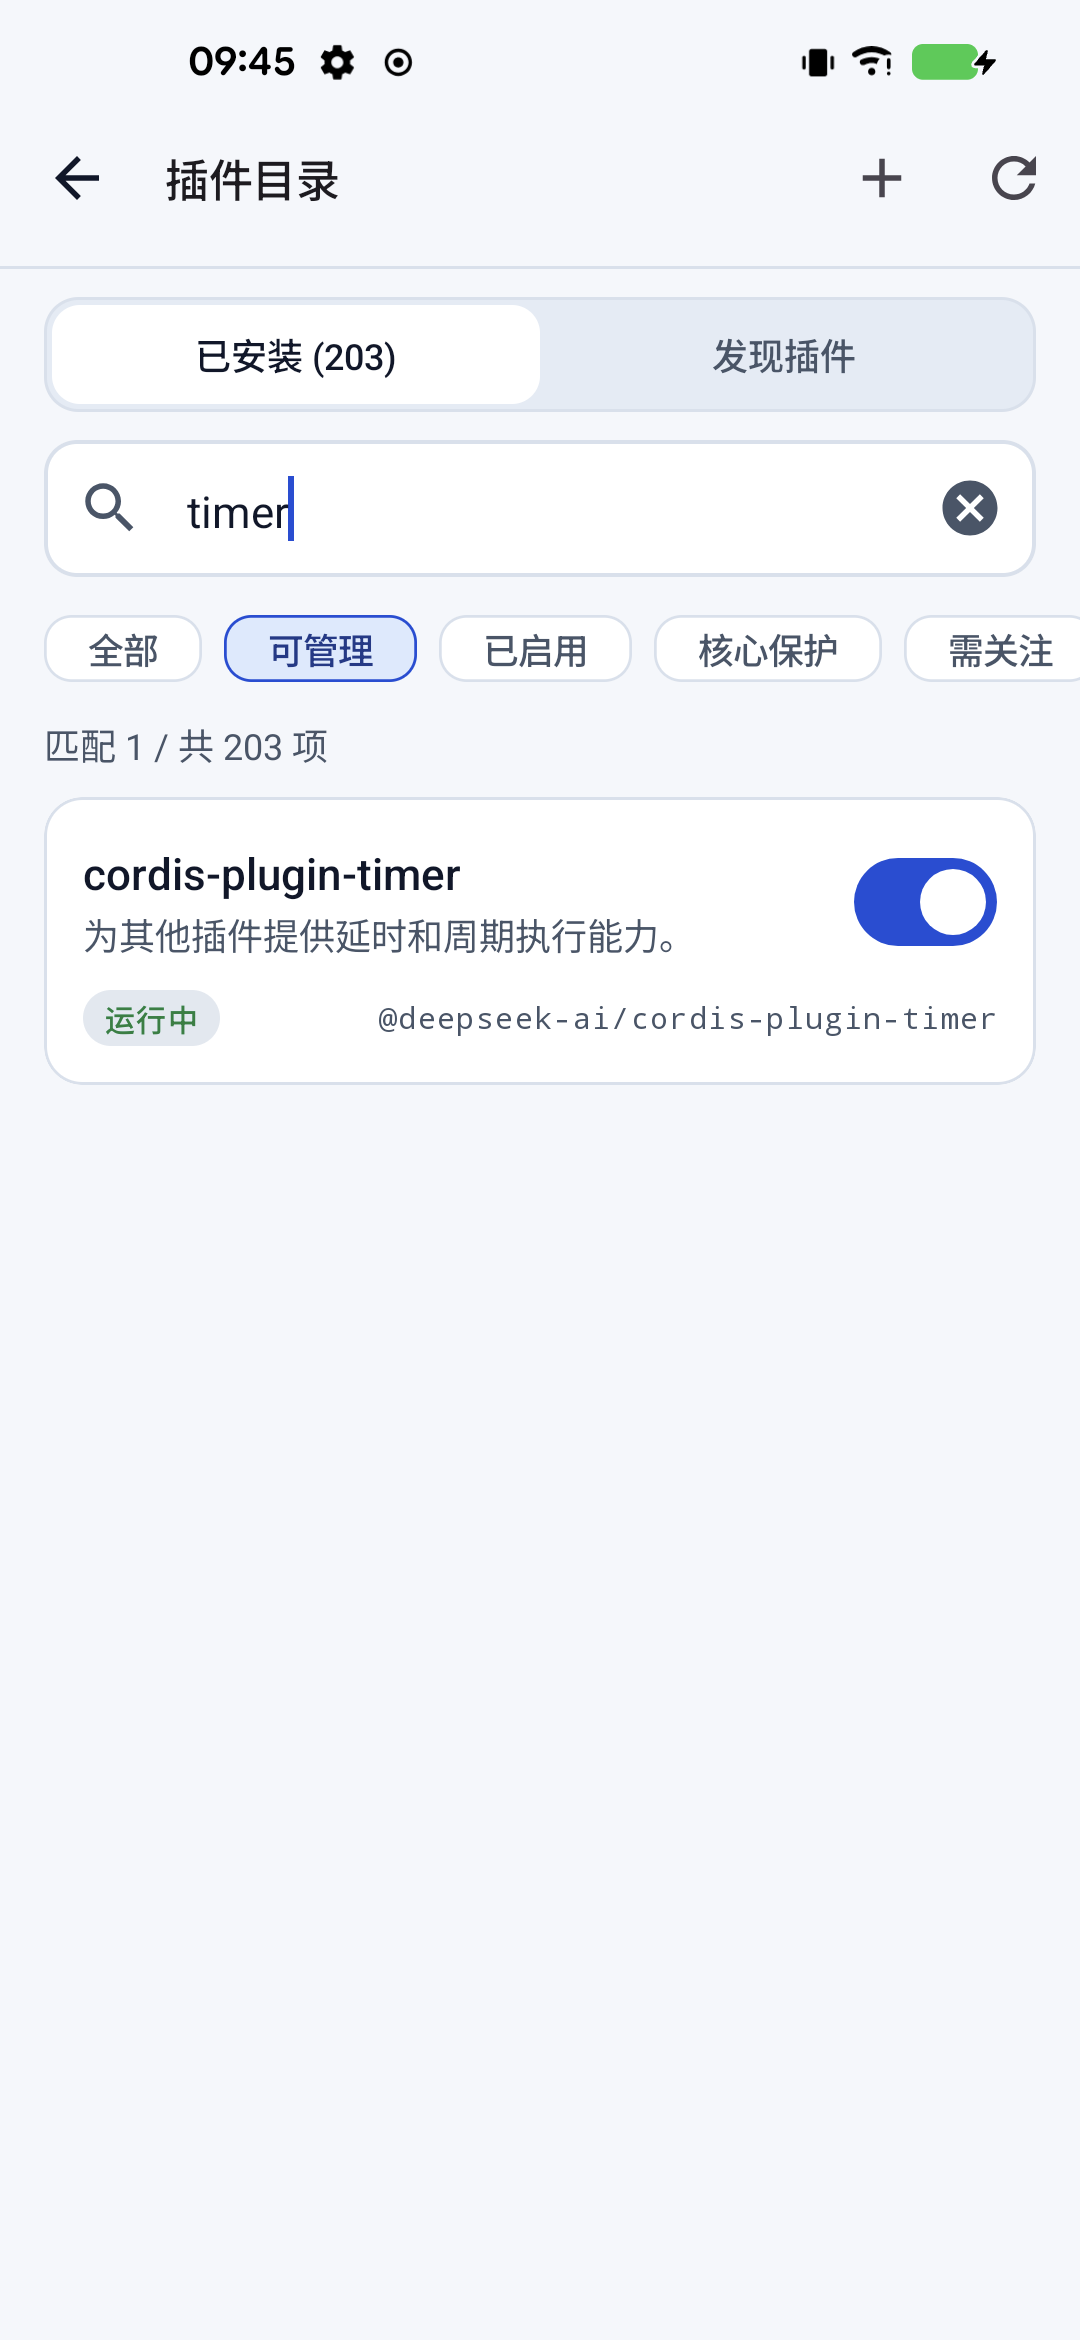 09:45
插件目录
已安装 (203)
发现插件
timer
全部
可管理
已启用
核心保护
需关注
匹配 1 / 共 203 项
cordis-plugin-timer
为其他插件提供延时和周期执行能力。
运行中
@deepseek-ai/cordis-plugin-timer